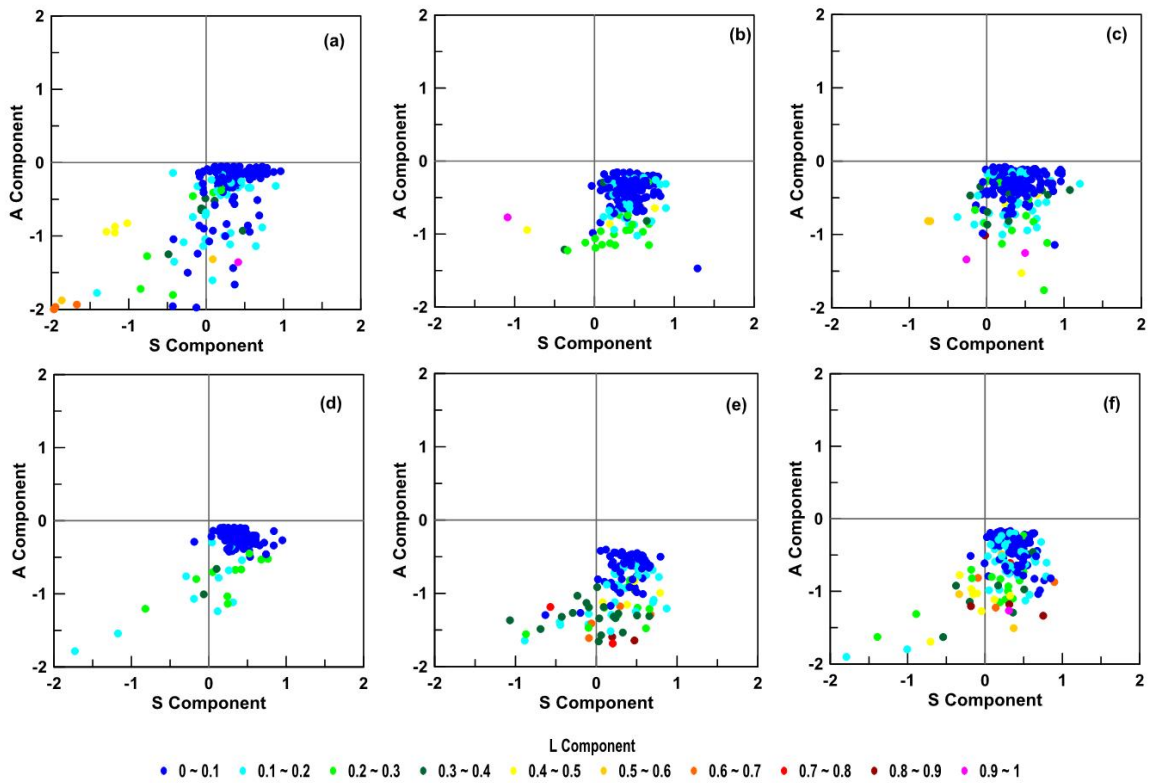 (a)
2
1
0
-1
-2
A Component
-2 -1 0 1 2
S Component
(b)
2
1
0
-1
-2
A Component
-2 -1 0 1 2
S Component
(c)
2
1
0
-1
-2
A Component
-2 -1 0 1 2
S Component
(d)
2
1
0
-1
-2
A Component
-2 -1 0 1 2
S Component
(e)
2
1
0
-1
-2
A Component
-2 -1 0 1 2
S Component
(f)
2
1
0
-1
-2
A Component
-2 -1 0 1 2
S Component
L Component
0 ~ 0.1 0.1 ~ 0.2 0.2 ~ 0.3 0.3 ~ 0.4 0.4 ~ 0.5 0.5 ~ 0.6 0.6 ~ 0.7 0.7 ~ 0.8 0.8 ~ 0.9 0.9 ~ 1